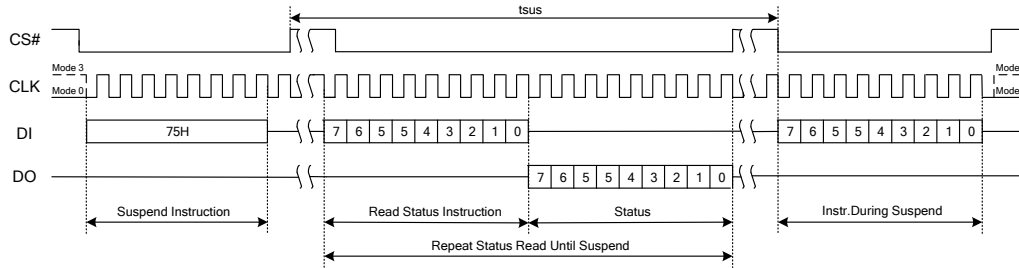 tsus
CS#
Mode 3
Mode 0
CLK
Mode
Mode
DI
75H
7 6 5 5 4 3 2 1 0
7 6 5 5 4 3 2 1 0
DO
7 6 5 5 4 3 2 1 0
Suspend Instruction
Read Status Instruction
Status
Instr.During Suspend
Repeat Status Read Until Suspend